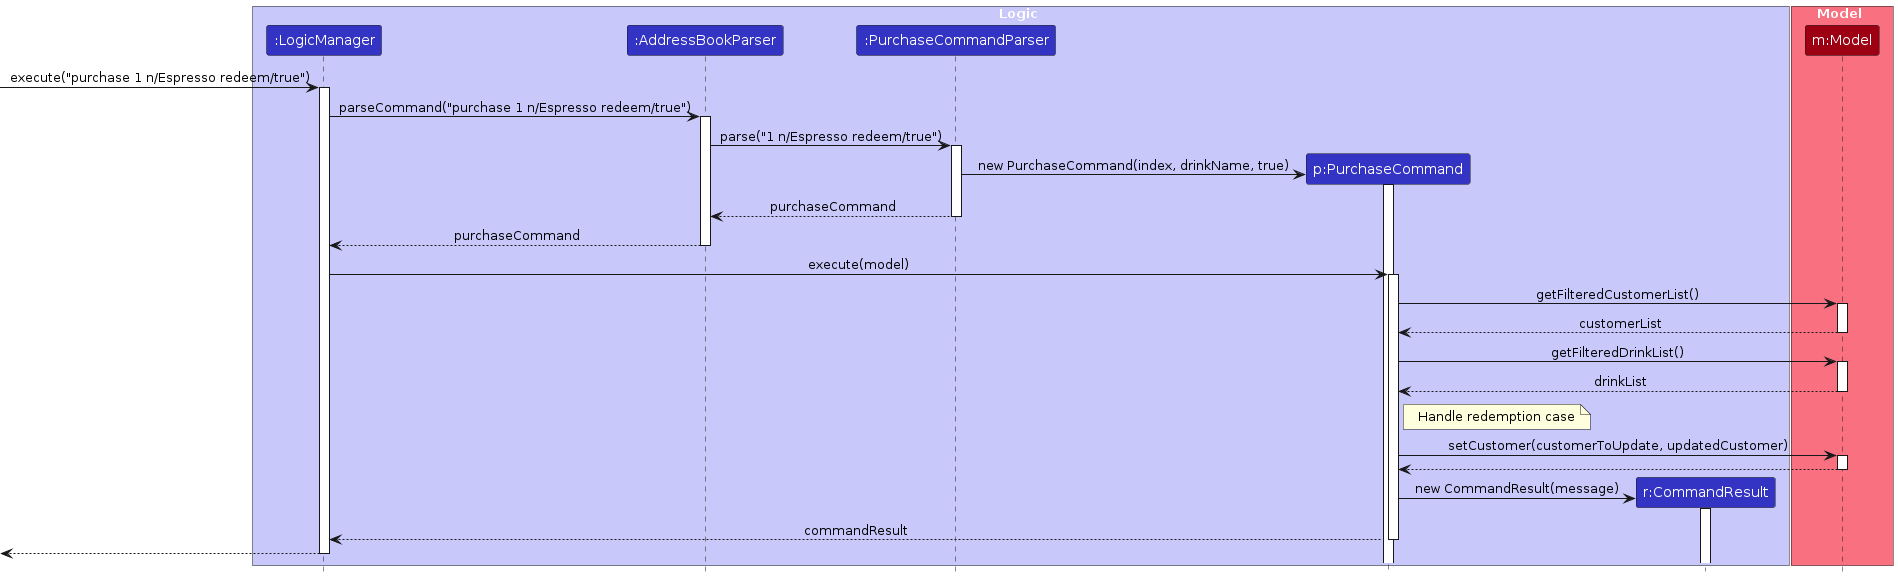 Logic
Model
:LogicManager
:AddressBookParser
:PurchaseCommandParser
m:Model
execute("purchase 1 n/Espresso redeem/true")
parseCommand("purchase 1 n/Espresso redeem/true")
parse("1 n/Espresso redeem/true")
new PurchaseCommand(index, drinkName, true)
p:PurchaseCommand
purchaseCommand
purchaseCommand
execute(model)
getFilteredCustomerList()
customerList
getFilteredDrinkList()
drinkList
Handle redemption case
setCustomer(customerToUpdate, updatedCustomer)
new CommandResult(message)
r:CommandResult
commandResult